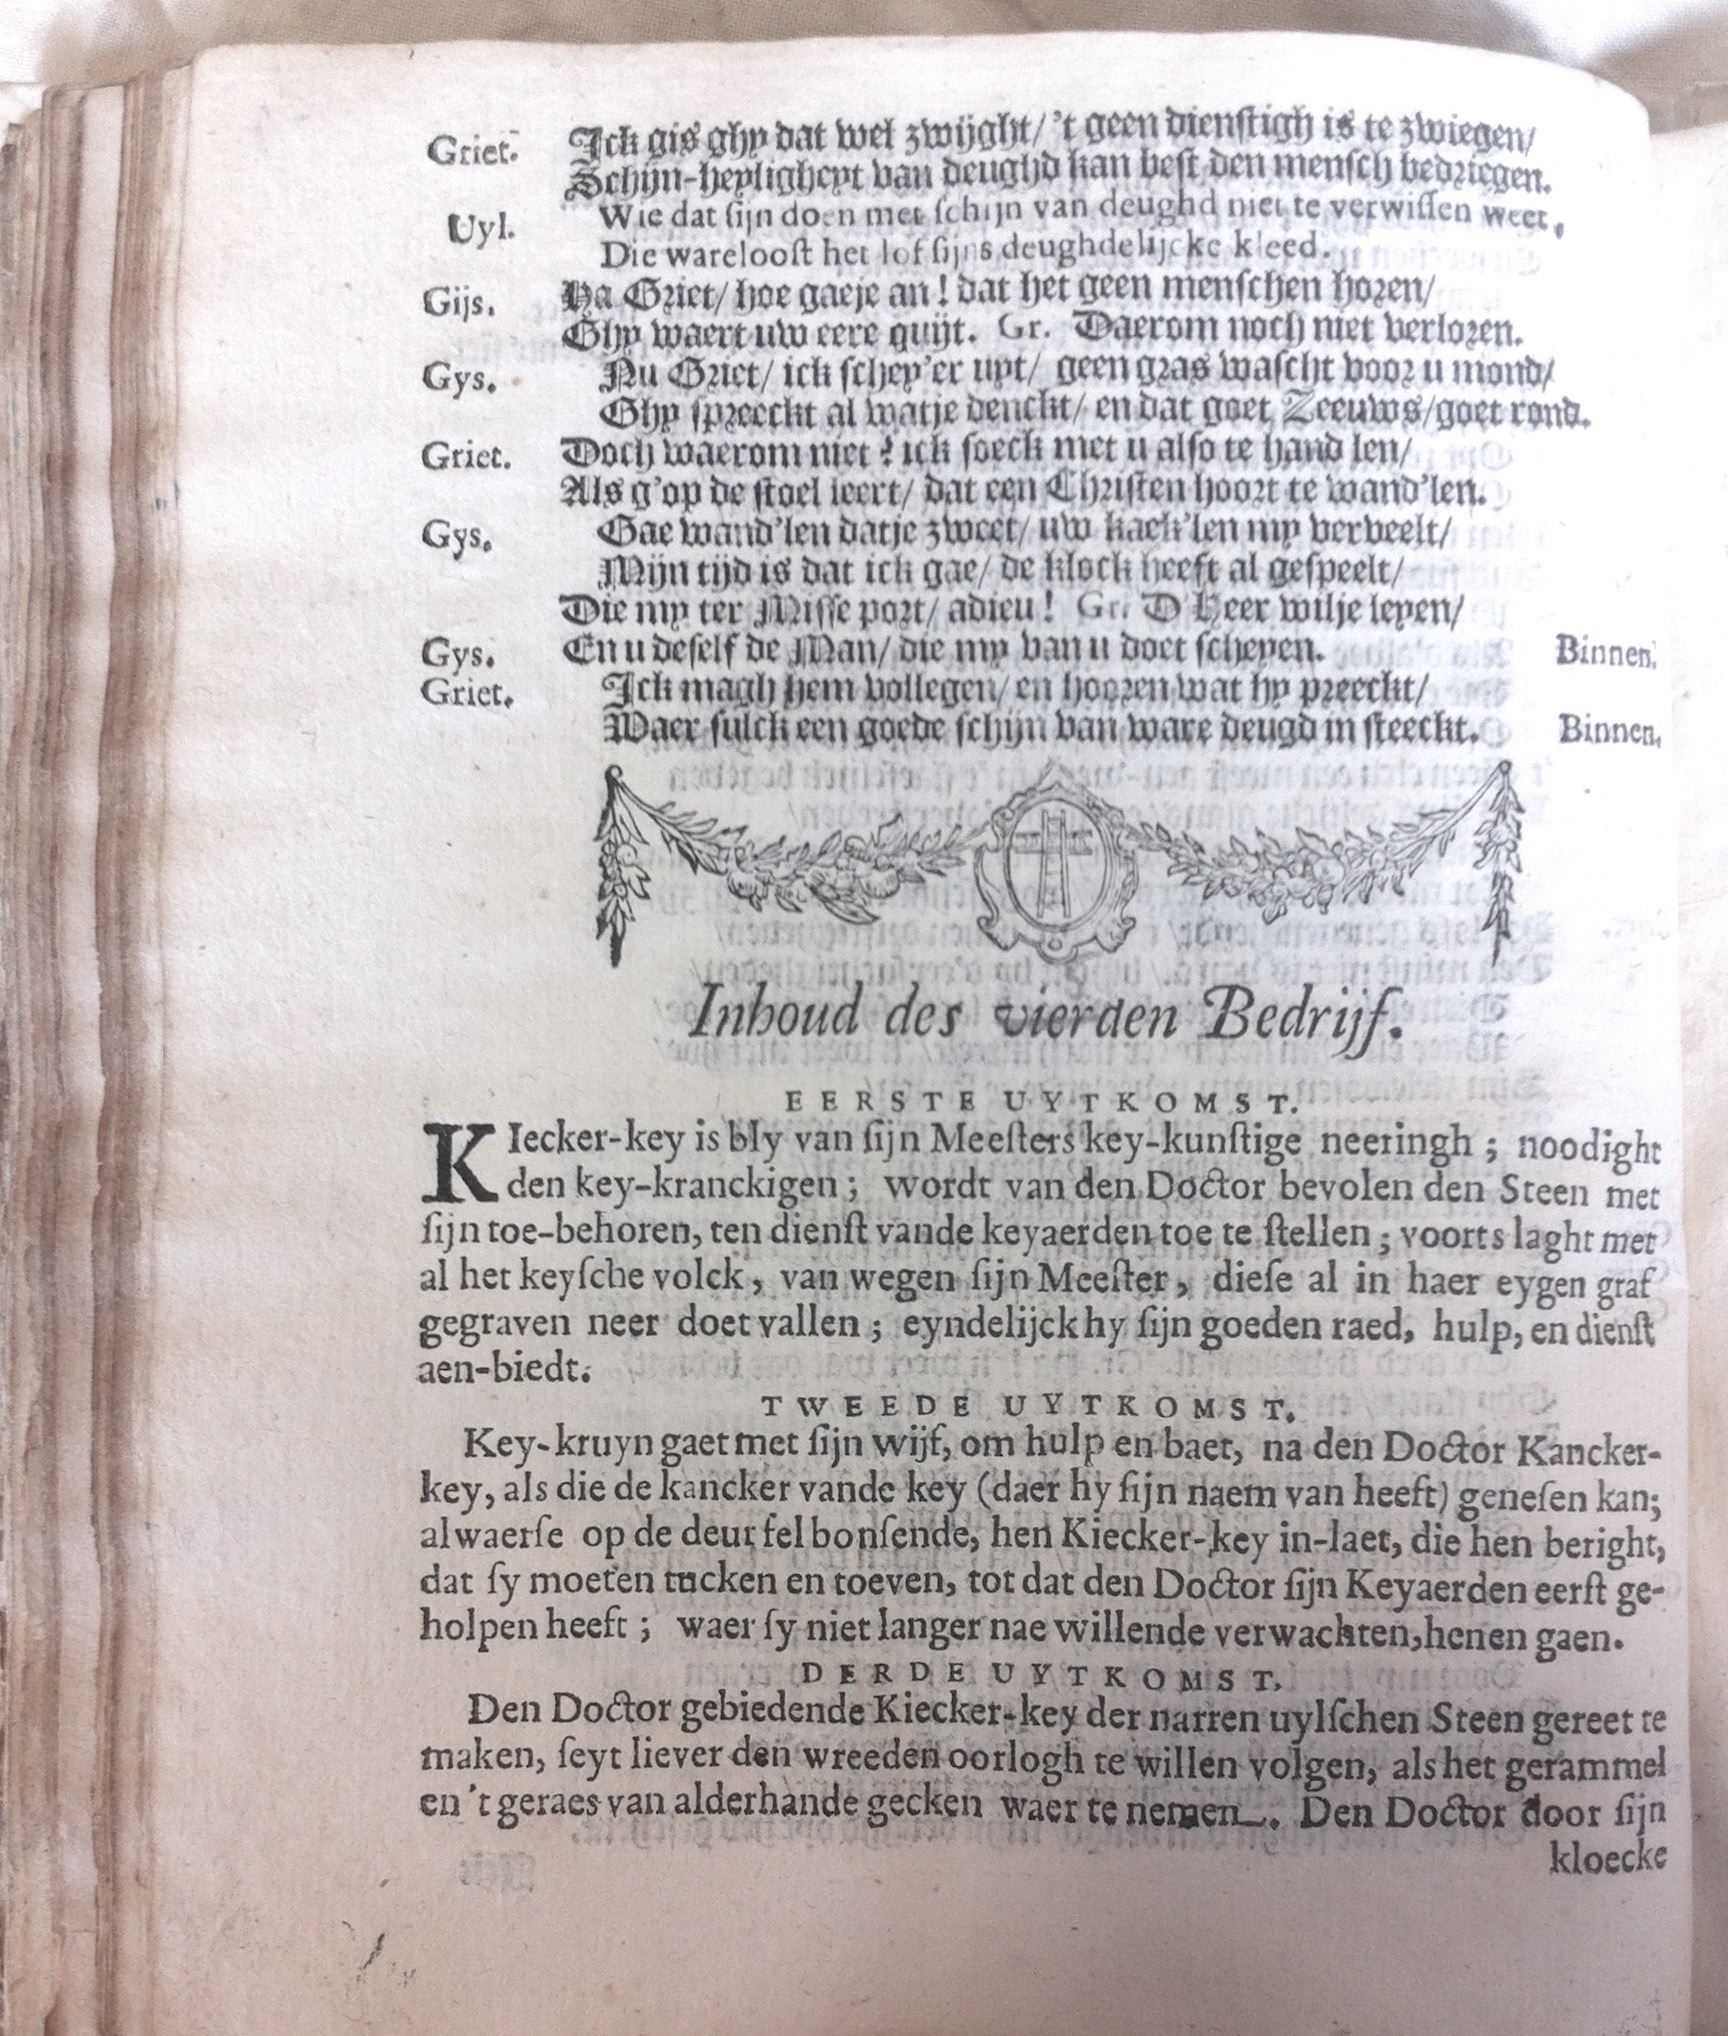 Griet. Ick gis ghy dat wel zwijght/ 't geen dienstigh is te zwiegen/
Schijn-heyligheyt van deughd kan best den mensch bedriegen.
Uyl. Wie dat ſijn doen met ſchijn van deughd niet te verwiſſen weet,
Die warelooſt het lof ſijns deughdelijcke kleed.
Gijs. Ha Griet/ hoe gaeje an! dat het geen menſchen horen/
Ghy waert uw eere quijt. Gr. Daerom noch niet verloren.
Gys. Nu Griet/ ick ſchey'er uyt/ geen gras waſcht voor u mond/
Ghy ſpreeckt al watje denckt/ en dat goet Zeeuws/ goet rond.
Griet. Doch waerom niet? ick ſoeck met u alſo te hand len/
Als g'op de ſtoel leert/ dat een Chriſten hoort te wand'len.
Gys. Gae wand'len datje zweet/ uw kack'len my verveelt/
Mijn tijd is dat ick gae/ de klock heeft al geſpeelt/
Die my ter Miſſe port/ adieu! Gr. D'Heer wilje leyen/
Gys. En u deſelf de Man/ die my van u doet ſcheyen. Binnen.
Griet. Ick magh hem vollegen/ en hooren wat hy preeckt/
Waer ſulck een goede ſchijn van ware deugd in ſteeckt. Binnen.
Inhoud des vierden Bedrijf.
EERSTE UYTKOMST.
KIecker-key is bly van ſijn Meeſters key-kunſtige neeringh; noodight
den key-kranckigen; wordt van den Doctor bevolen den Steen met
ſijn toe-behoren, ten dienſt vande keyaerden toe te ſtellen; voorts laght met
al het keyſche volck, van wegen ſijn Meeſter, dieſe al in haer eygen graf
gegraven neer doet vallen; eyndelijck hy ſijn goeden raed, hulp, en dienſt
aen-biedt.
TWEEDE UYTKOMST.
Key-kruyn gaet met ſijn wijf, om hulp en baet, na den Doctor Kancker-
key, als die de kancker vande key (daer hy ſijn naem van heeft) geneſen kan;
alwaerſe op de deur fel bonſende, hen Kiecker-key in-laet, die hen beright,
dat ſy moeten tucken en toeven, tot dat den Doctor ſijn Keyaerden eerſt ge-
holpen heeft; waer ſy niet langer nae willende verwachten, henen gaen.
DERDE UYTKOMST.
Den Doctor gebiedende Kiecker-key der narren uylſchen Steen gereet te
maken, ſeyt liever den wreeden oorlogh te willen volgen, als het gerammel
en 't geraes van alderhande gecken waer te nemen. Den Doctor door ſijn
kloecke